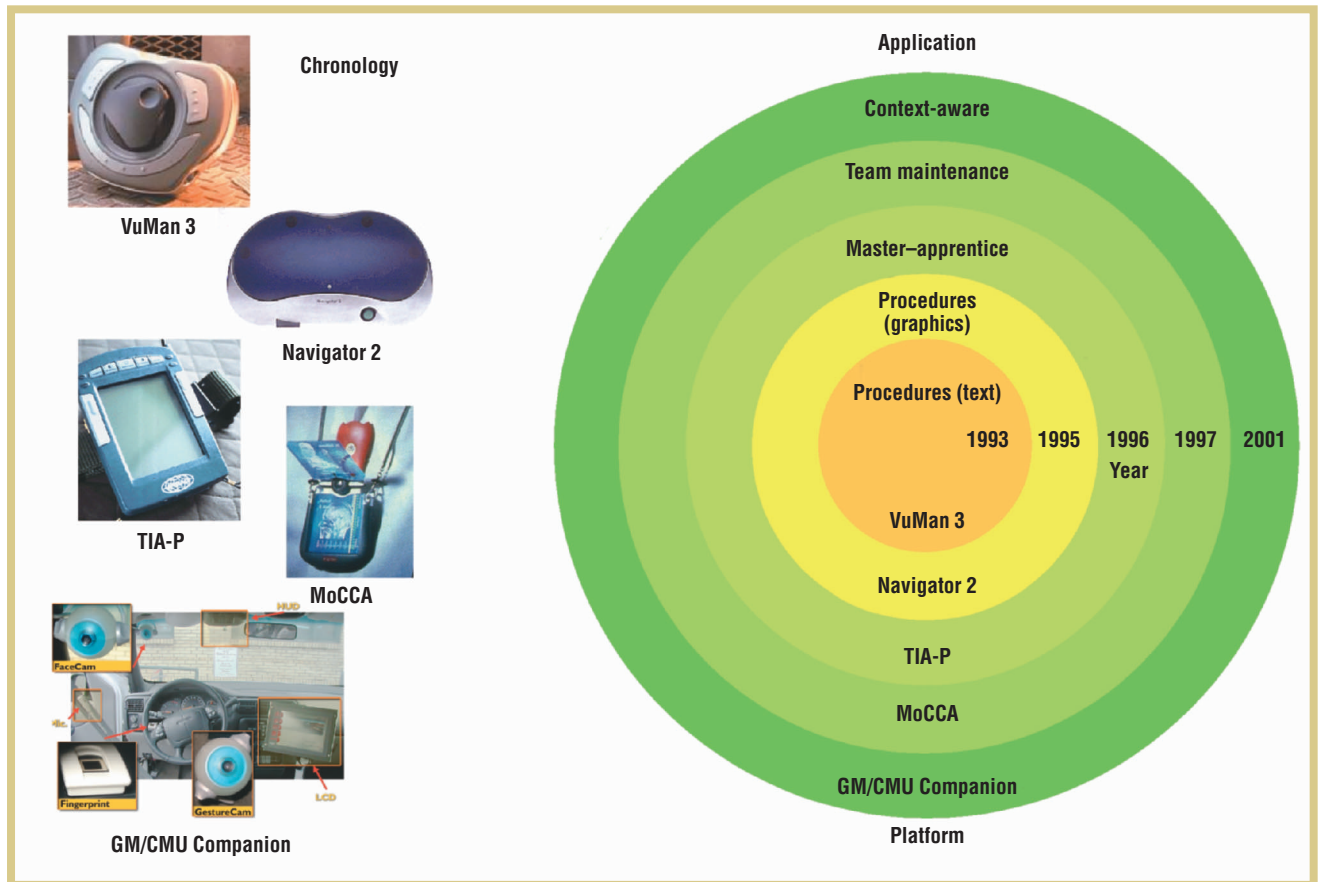 Chronology
VuMan 3
Navigator 2
TIA-P
MoCCA
HUD
FaceCam
Fingerprint
GestureCam
LCD
GM/CMU Companion
Application
Context-aware
Team maintenance
Master–apprentice
Procedures
(graphics)
Procedures (text)
1993 1995 1996 1997 2001
Year
VuMan 3
Navigator 2
TIA-P
MoCCA
GM/CMU Companion
Platform